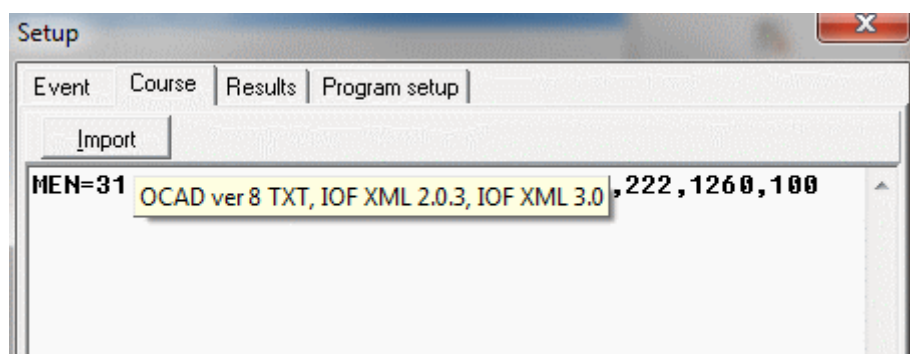 Setup
Event Course Results Program setup
Import
MEN=31 ,222,1260,100
OCAD ver 8 TXT, IOF XML 2.0.3, IOF XML 3.0